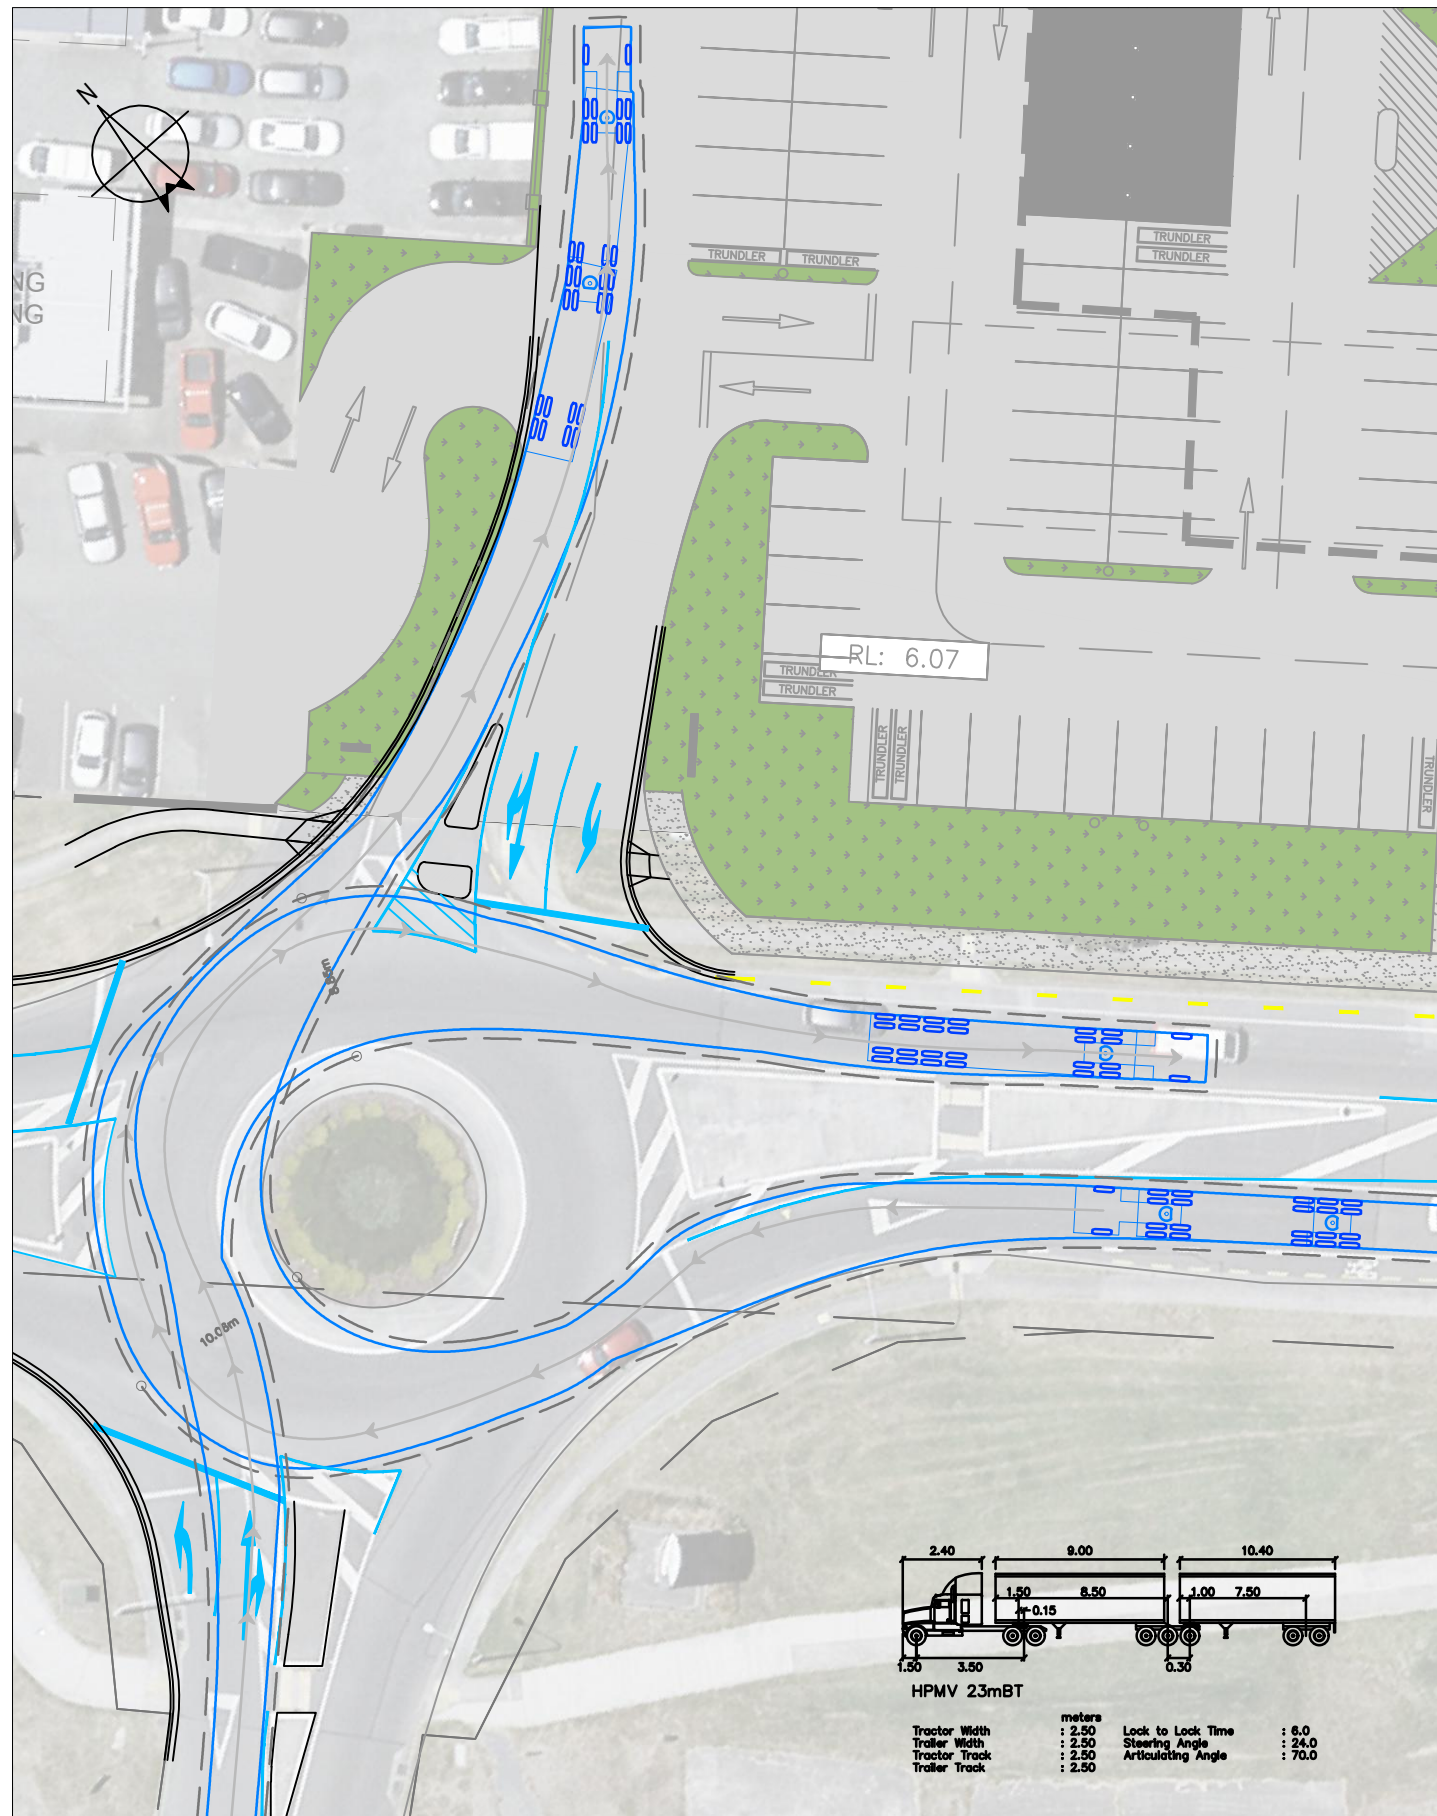 N
TRUNDLER
TRUNDLER
TRUNDLER
TRUNDLER
NG
NG
RL: 6.07
TRUNDLER
TRUNDLER
TRUNDLER
TRUNDLER
TRUNDLER
10.08m
2.40 9.00 10.40
1.50 8.50 1.00 7.50
0.15
1.50 3.50 0.30
HPMV 23mBT
meters
Tractor Width : 2.50 Lock to Lock Time : 6.0
Trailer Width : 2.50 Steering Angle : 24.0
Tractor Track : 2.50 Articulating Angle : 70.0
Trailer Track : 2.50